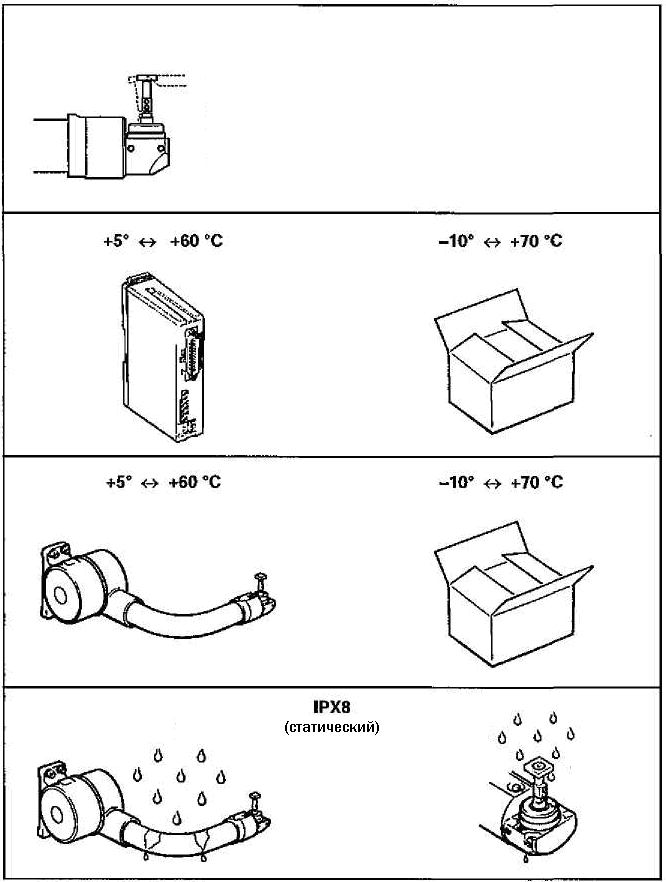 +5° ↔ +60 °C
–10° ↔ +70 °C
+5° ↔ +60 °C
–10° ↔ +70 °C
IPX8
(статический)